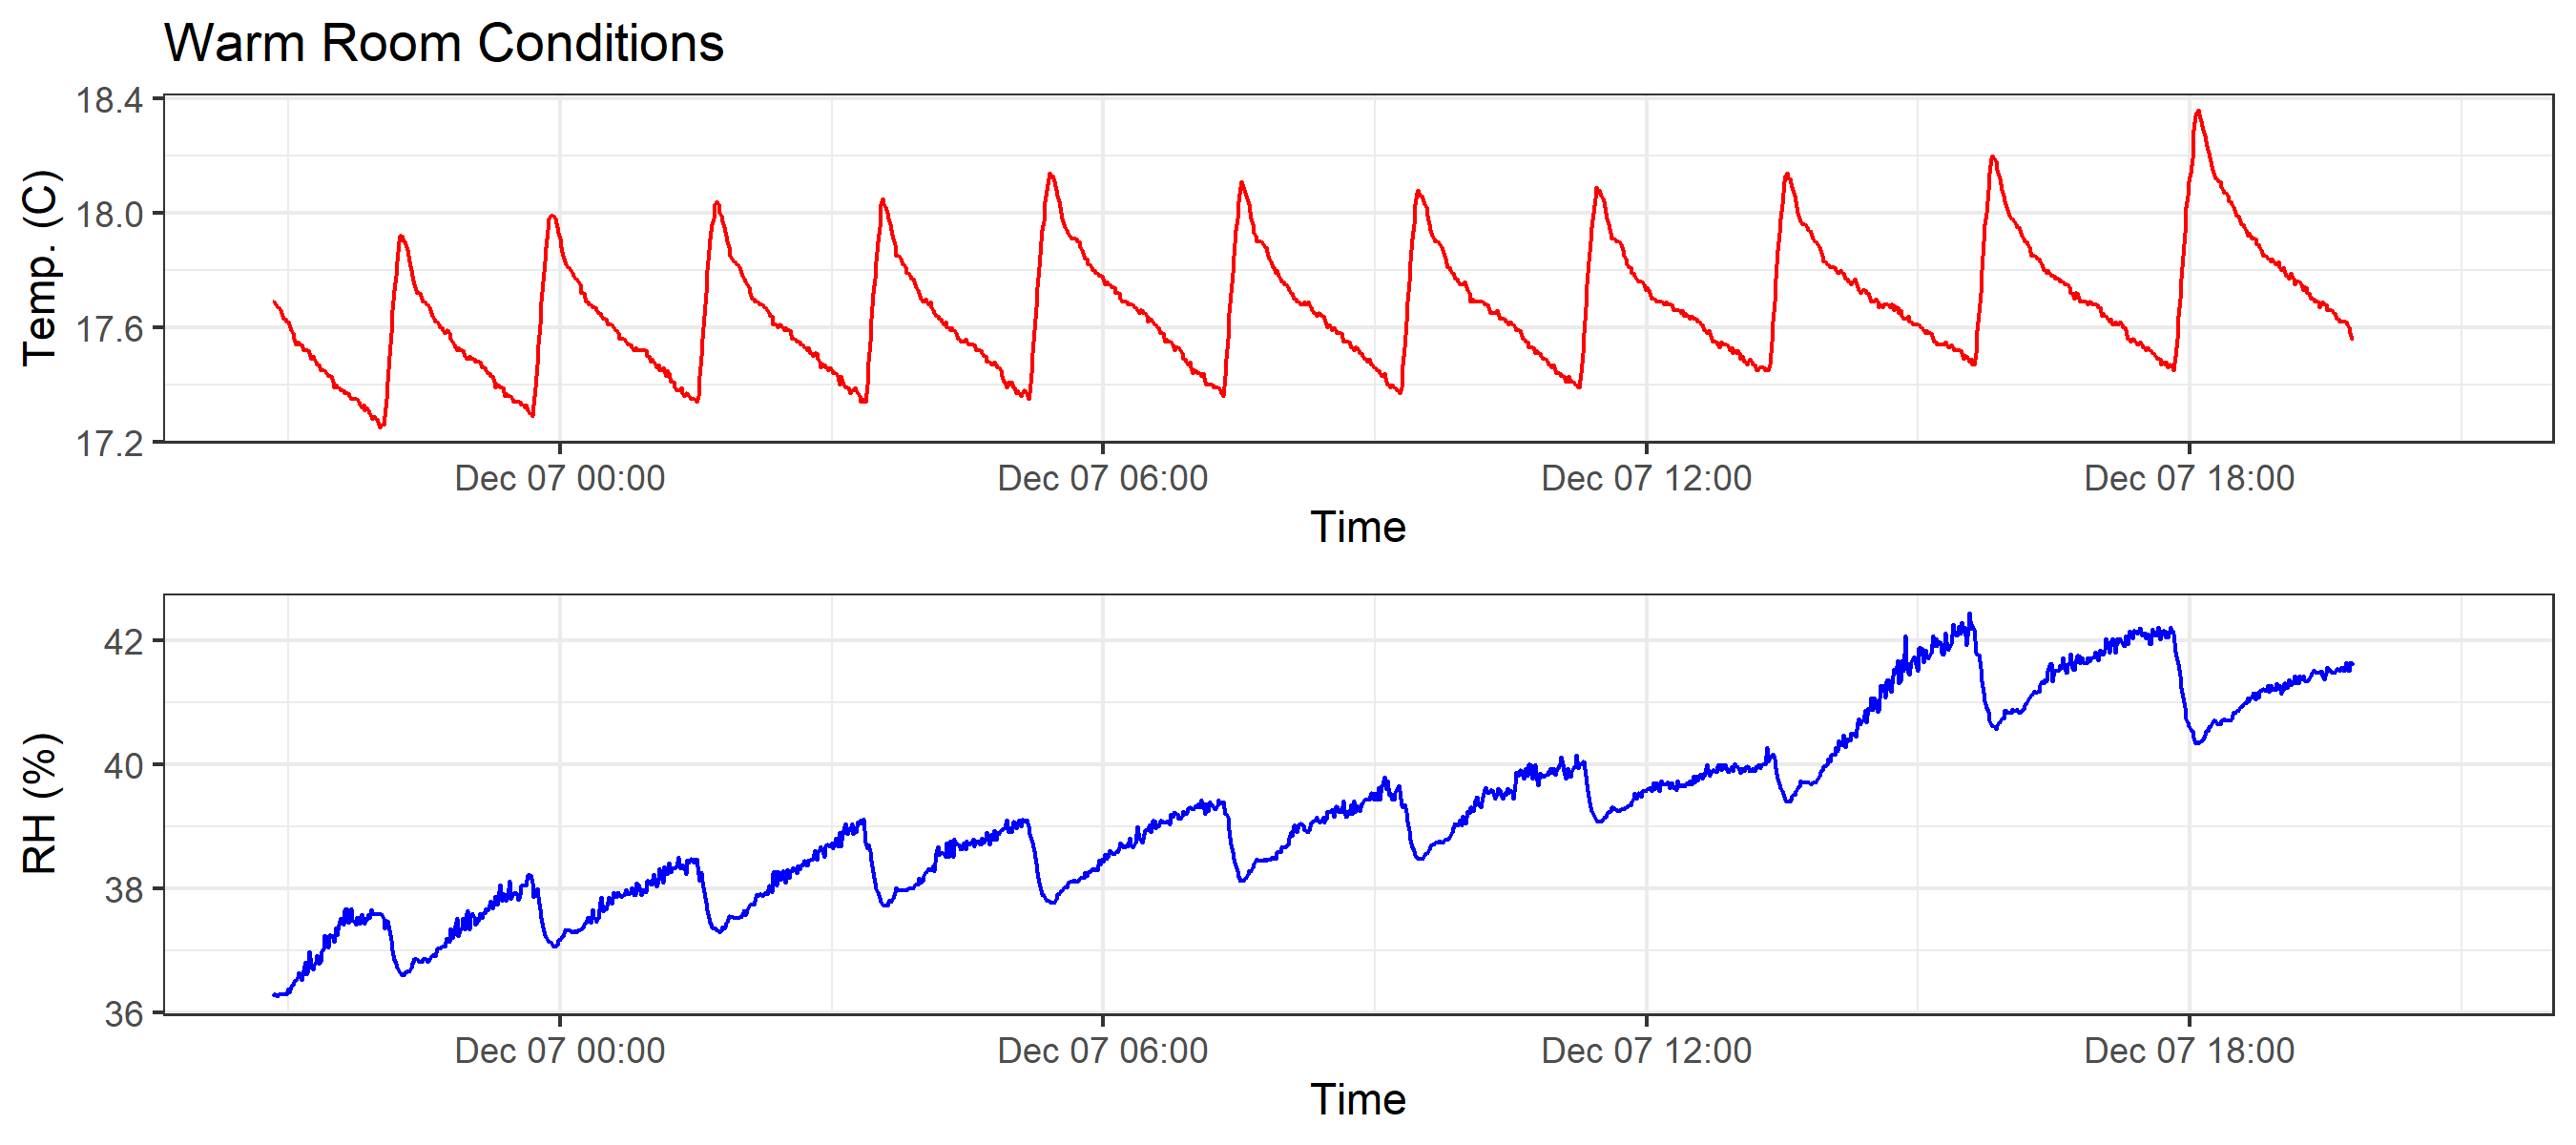 Warm Room Conditions
Temp. (C)
18.4
18.0
17.6
17.2
Dec 07 00:00 Dec 07 06:00 Dec 07 12:00 Dec 07 18:00
Time
RH (%)
42
40
38
36
Dec 07 00:00 Dec 07 06:00 Dec 07 12:00 Dec 07 18:00
Time